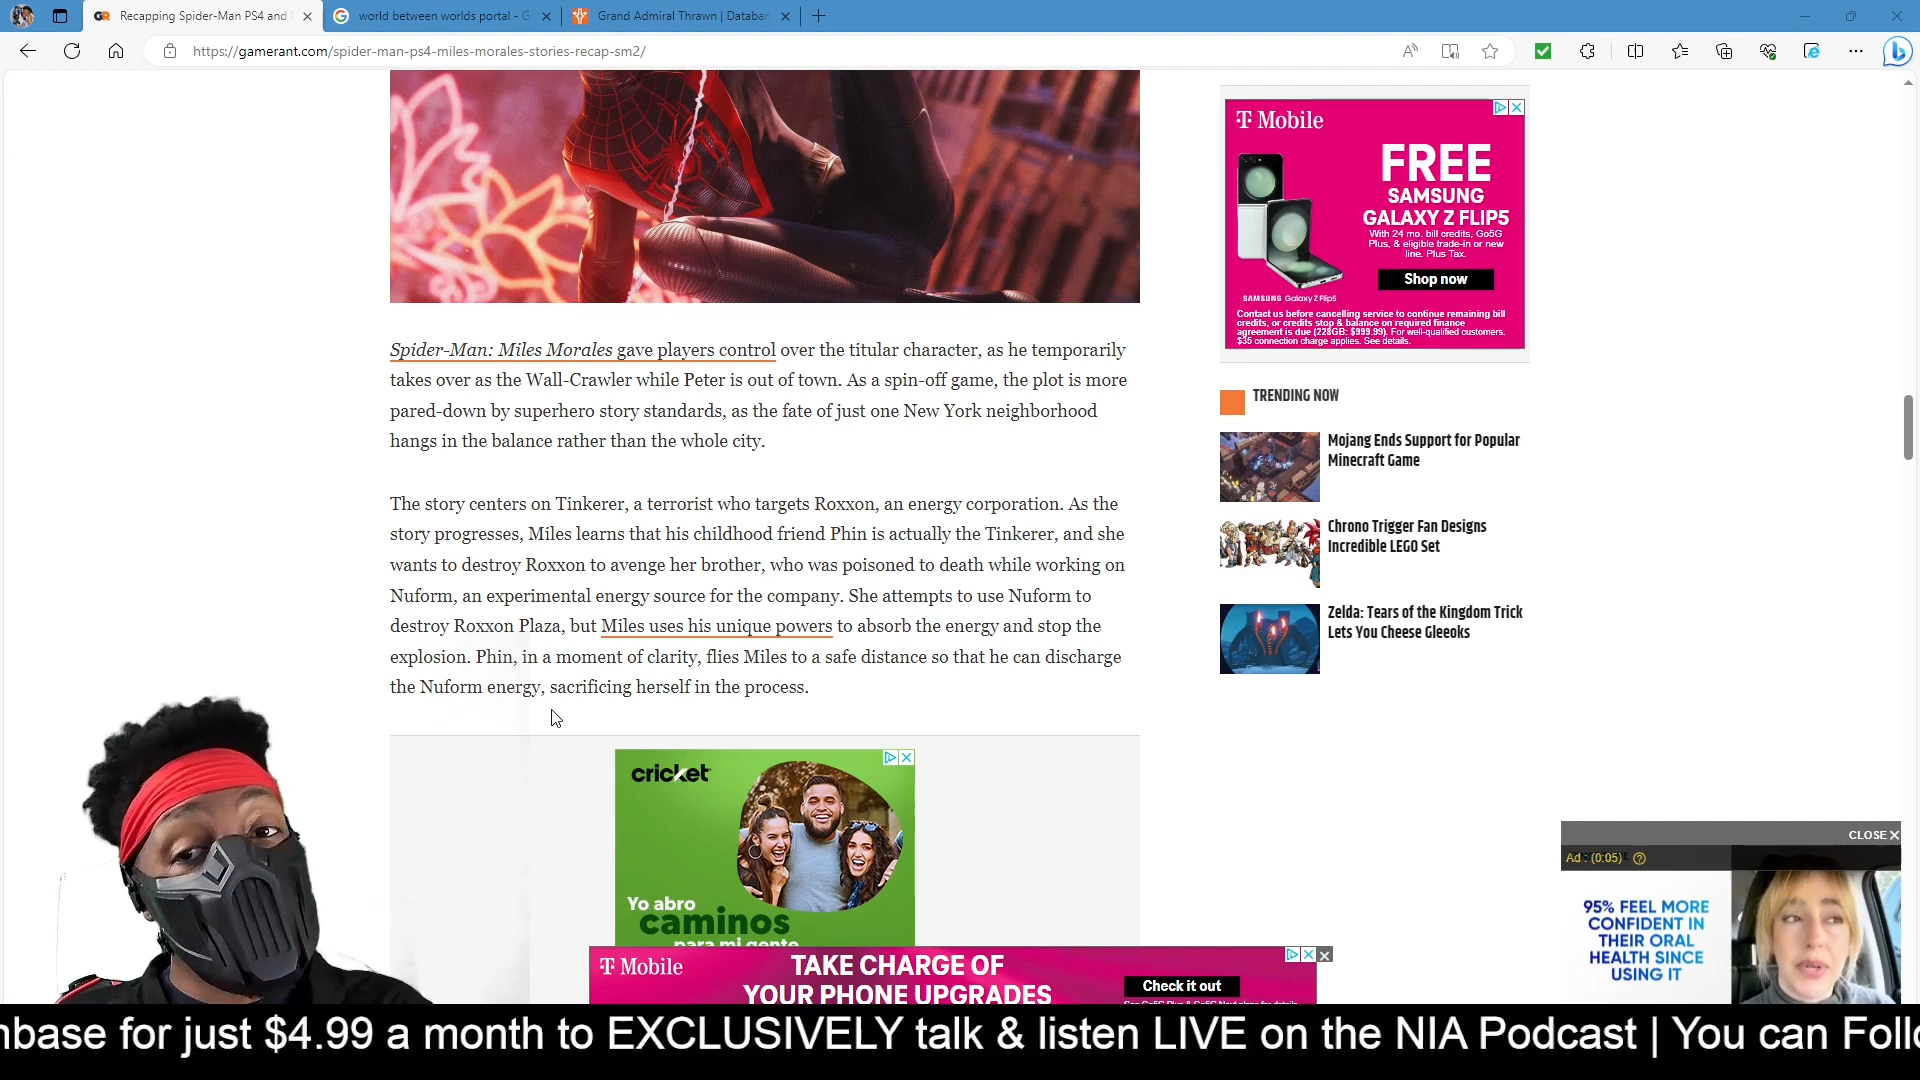 Recapping Spider-Man PS4 and
world between worlds portal - G
Grand Admiral Thrawn | Databan
https://gamerant.com/spider-man-ps4-miles-morales-stories-recap-sm2/
Spider-Man: Miles Morales gave players control over the titular character, as he temporarily
takes over as the Wall-Crawler while Peter is out of town. As a spin-off game, the plot is more
pared-down by superhero story standards, as the fate of just one New York neighborhood
hangs in the balance rather than the whole city.
The story centers on Tinkerer, a terrorist who targets Roxxon, an energy corporation. As the
story progresses, Miles learns that his childhood friend Phin is actually the Tinkerer, and she
wants to destroy Roxxon to avenge her brother, who was poisoned to death while working on
Nuform, an experimental energy source for the company. She attempts to use Nuform to
destroy Roxxon Plaza, but Miles uses his unique powers to absorb the energy and stop the
explosion. Phin, in a moment of clarity, flies Miles to a safe distance so that he can discharge
the Nuform energy, sacrificing herself in the process.
T Mobile
FREE
SAMSUNG
GALAXY Z FLIP5
With 24 mo. bill credits, Go5G
Plus, & eligible trade-in or new
line. Plus Tax.
Shop now
SAMSUNG Galaxy Z Flip5
Contact us before cancelling service to continue remaining bill
credits, or credits stop & balance on required finance
agreement is due (228GB: $999.99). For well-qualified customers.
$35 connection charge applies. See details.
TRENDING NOW
Mojang Ends Support for Popular
Minecraft Game
Chrono Trigger Fan Designs
Incredible LEGO Set
Zelda: Tears of the Kingdom Trick
Lets You Cheese Gleeoks
cricket
Yo abro
caminos
para mi gente
T Mobile
TAKE CHARGE OF
YOUR PHONE UPGRADES
Check it out
CLOSE X
Ad : (0:05)
95% FEEL MORE
CONFIDENT IN
THEIR ORAL
HEALTH SINCE
USING IT
nbase for just $4.99 a month to EXCLUSIVELY talk & listen LIVE on the NIA Podcast | You can Follo